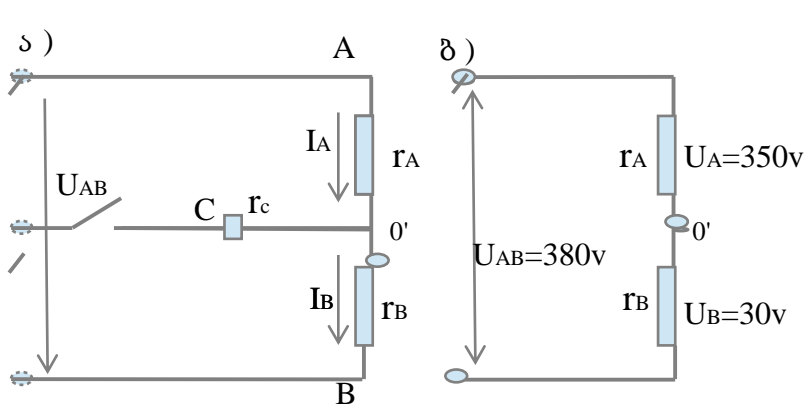 ა )
A
IA
rA
UAB
C
rc
0'
IB
rB
B
ბ )
rA
UA=350v
0'
UAB=380v
rB
UB=30v